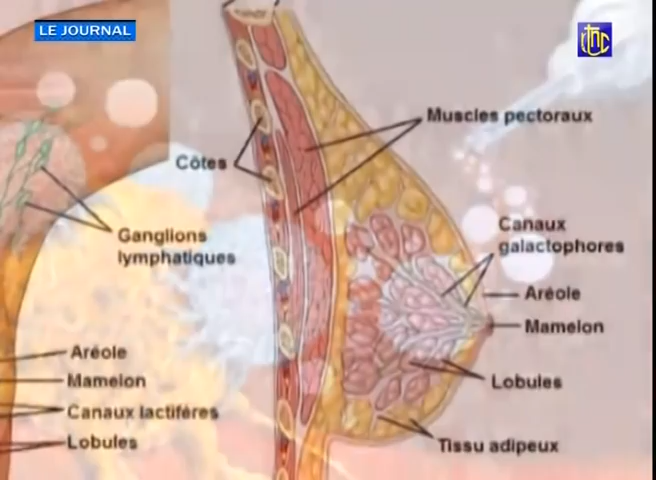 LE JOURNAL
rtnc
Muscles pectoraux
Côtes
Canaux
galactophores
Ganglions
lymphatiques
Aréole
Mamelon
Lobules
Tissu adipeux
Aréole
Mamelon
Canaux lactifères
Lobules